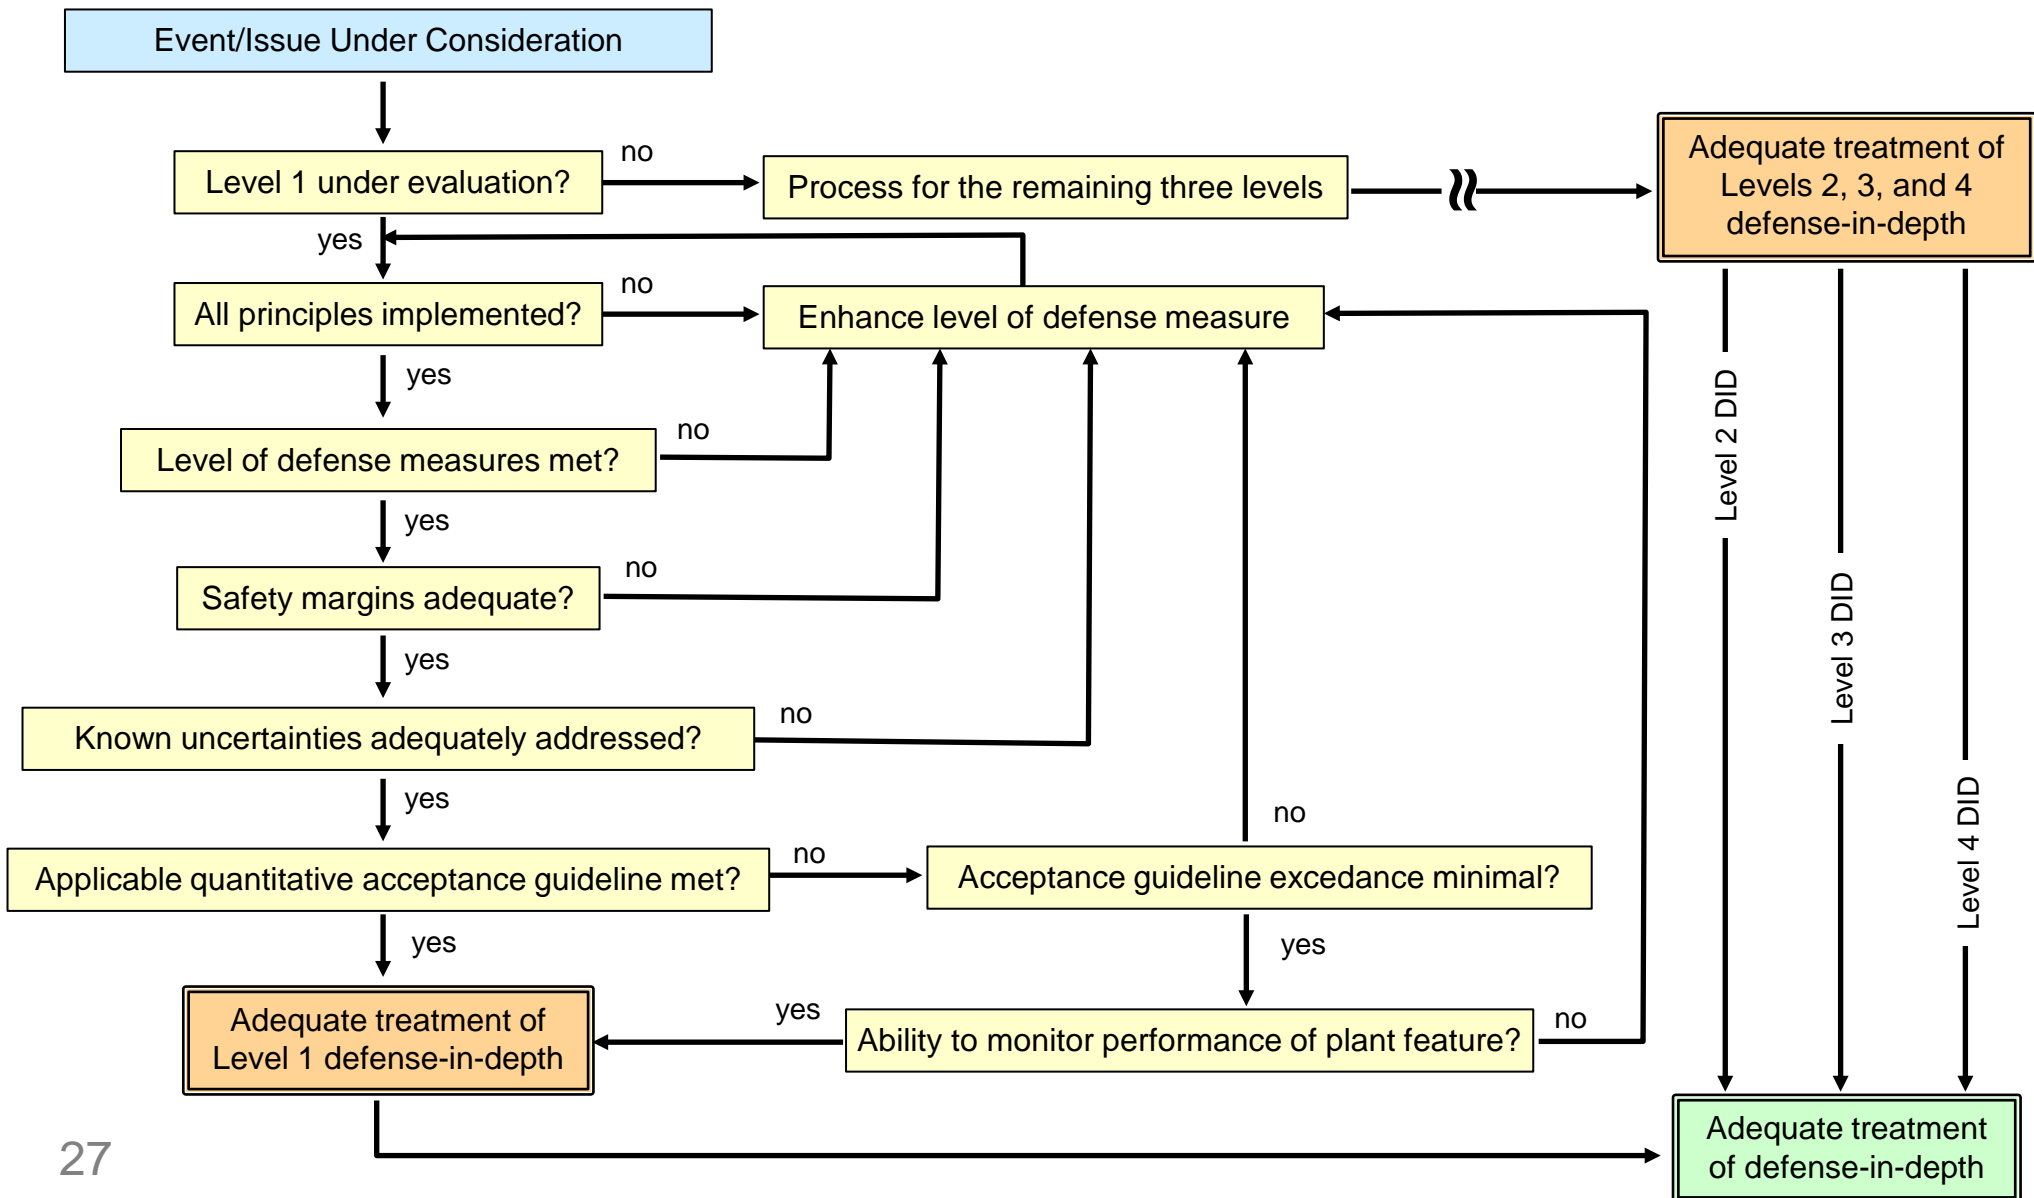 Event/Issue Under Consideration
Level 1 under evaluation?
no
Process for the remaining three levels
Adequate treatment of
Levels 2, 3, and 4
defense-in-depth
yes
All principles implemented?
no
Enhance level of defense measure
yes
Level of defense measures met?
no
yes
Safety margins adequate?
no
yes
Known uncertainties adequately addressed?
no
yes
Applicable quantitative acceptance guideline met?
no
Acceptance guideline excedance minimal?
no
yes
yes
Adequate treatment of
Level 1 defense-in-depth
yes
Ability to monitor performance of plant feature?
no
Level 2 DID
Level 3 DID
Level 4 DID
Adequate treatment
of defense-in-depth
27